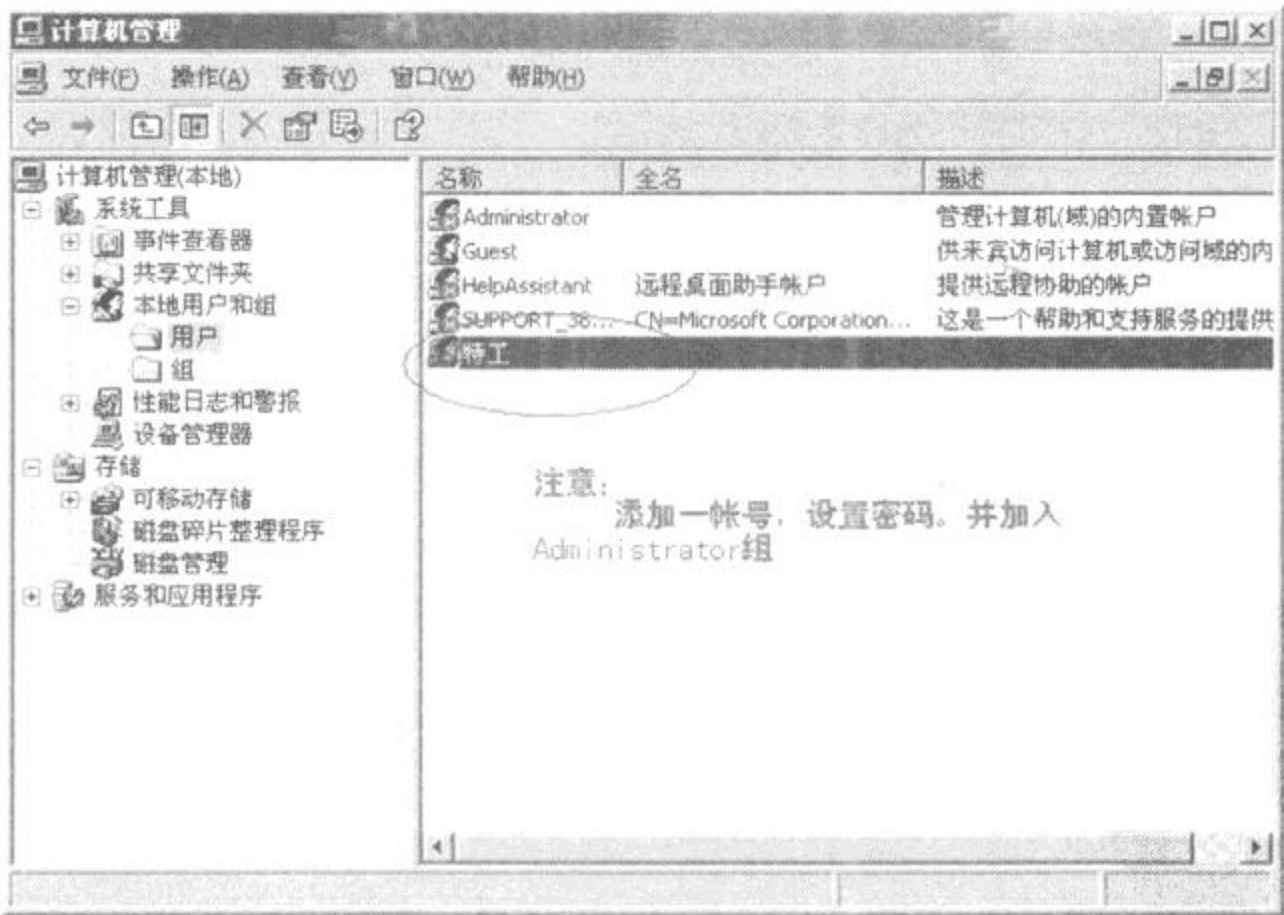 计算机管理
文件(F) 操作(A) 查看(V) 窗口(W) 帮助(H)
计算机管理(本地)
系统工具
事件查看器
共享文件夹
本地用户和组
用户
组
性能日志和警报
设备管理器
存储
可移动存储
磁盘碎片整理程序
磁盘管理
服务和应用程序
名称 全名 描述
Administrator 管理计算机(域)的内置帐户
Guest 供来宾访问计算机或访问域的内
HelpAssistant 远程桌面助手帐户 提供远程协助的帐户
SUPPORT_38... CN=Microsoft Corporation... 这是一个帮助和支持服务的提供
特工
注意:
添加一帐号，设置密码。并加入
Administrator组